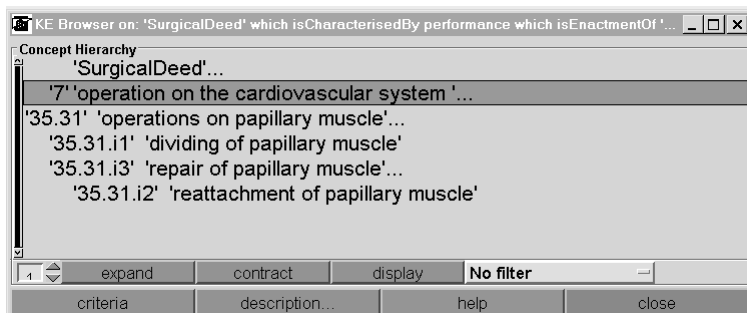 KE Browser on: 'SurgicalDeed' which isCharacterisedBy performance which isEnactmentOf '...
Concept Hierarchy
'SurgicalDeed'...
'7' 'operation on the cardiovascular system '...
'35.31' 'operations on papillary muscle'...
'35.31.i1' 'dividing of papillary muscle'
'35.31.i3' 'repair of papillary muscle'...
'35.31.i2' 'reattachment of papillary muscle'
1 expand contract display No filter
criteria description... help close